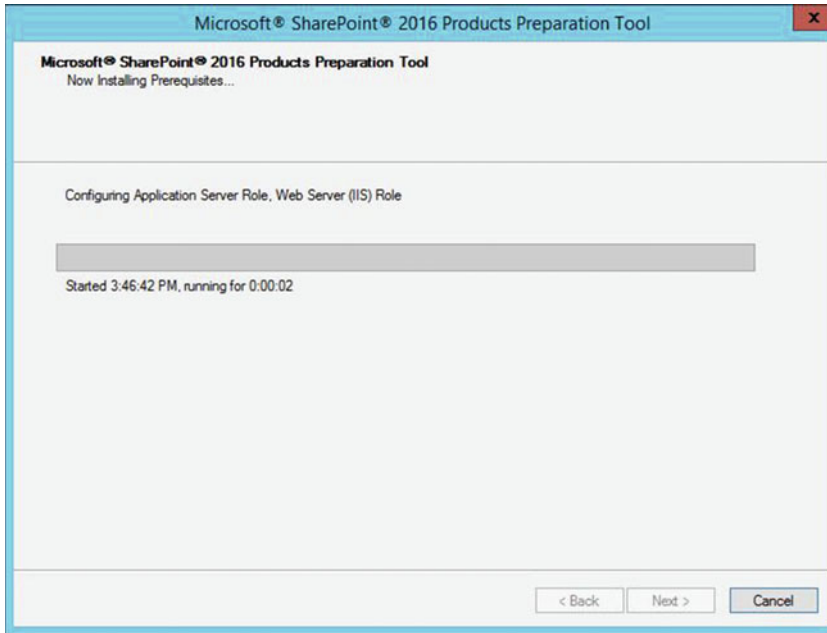 Microsoft® SharePoint® 2016 Products Preparation Tool
x
Microsoft® SharePoint® 2016 Products Preparation Tool
Now Installing Prerequisites...
Configuring Application Server Role, Web Server (IIS) Role
Started 3:46:42 PM, running for 0:00:02
< Back Next > Cancel